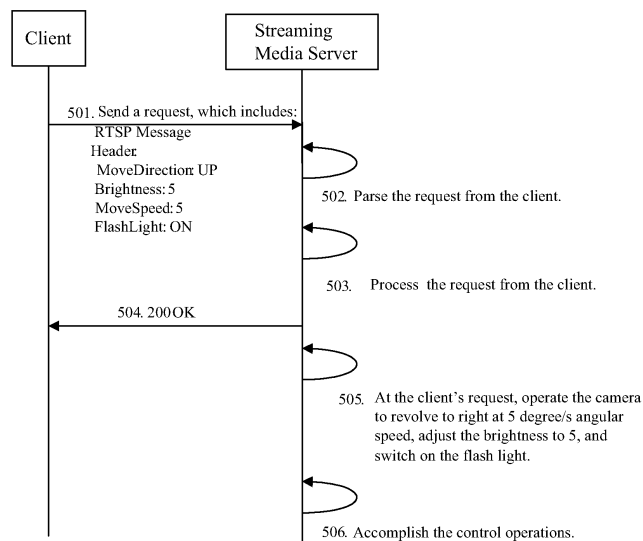 Client
Streaming
Media Server
501. Send a request, which includes:
RTSP Message
Header:
MoveDirection: UP
Brightness: 5
MoveSpeed: 5
FlashLight: ON
502. Parse the request from the client.
503. Process the request from the client.
504. 200OK
505. At the client's request, operate the camera
to revolve to right at 5 degree/s angular
speed, adjust the brightness to 5, and
switch on the flash light.
506. Accomplish the control operations.